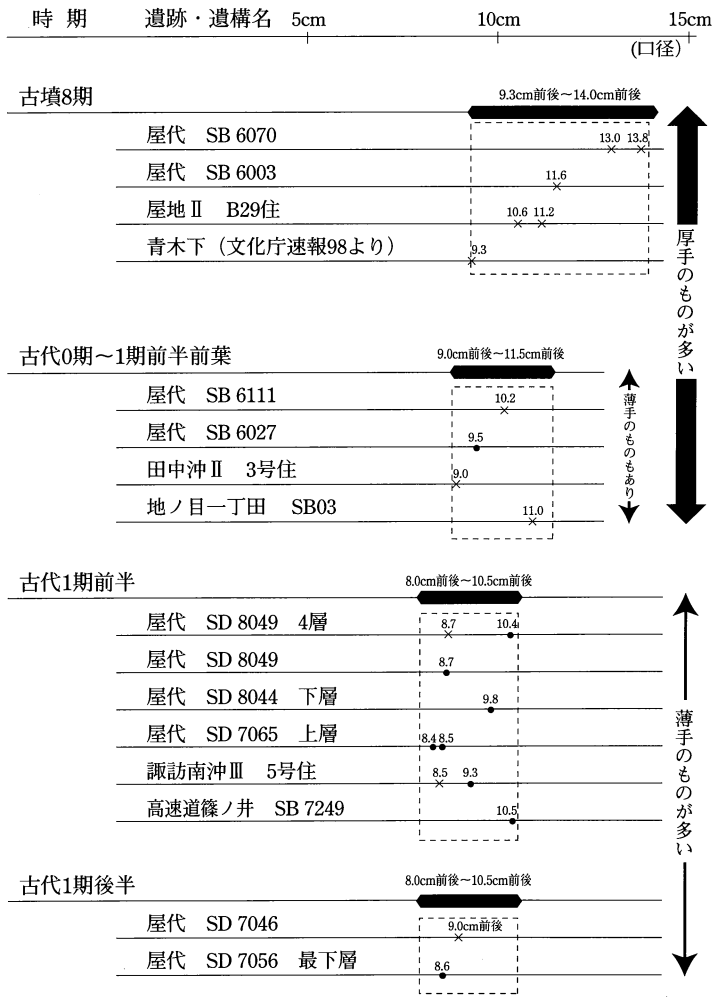 時 期 遺跡・遺構名 5cm 10cm 15cm
(口径)
古墳8期 9.3cm前後〜14.0cm前後
屋代 SB 6070 13.0 13.8
屋代 SB 6003 11.6
屋地Ⅱ B29住 10.6 11.2
青木下（文化庁速報98より） 9.3
厚手のものが多い
古代0期〜1期前半前葉 9.0cm前後〜11.5cm前後
屋代 SB 6111 10.2
屋代 SB 6027 9.5
田中沖Ⅱ 3号住 9.0
地ノ目一丁田 SB03 11.0
薄手のものもあり
古代1期前半 8.0cm前後〜10.5cm前後
屋代 SD 8049 4層 8.7 10.4
屋代 SD 8049 8.7
屋代 SD 8044 下層 9.8
屋代 SD 7065 上層 8.4 8.5
諏訪南沖Ⅲ 5号住 8.5 9.3
高速道篠ノ井 SB 7249 10.5
薄手のものが多い
古代1期後半 8.0cm前後〜10.5cm前後
屋代 SD 7046 9.0cm前後
屋代 SD 7056 最下層 8.6